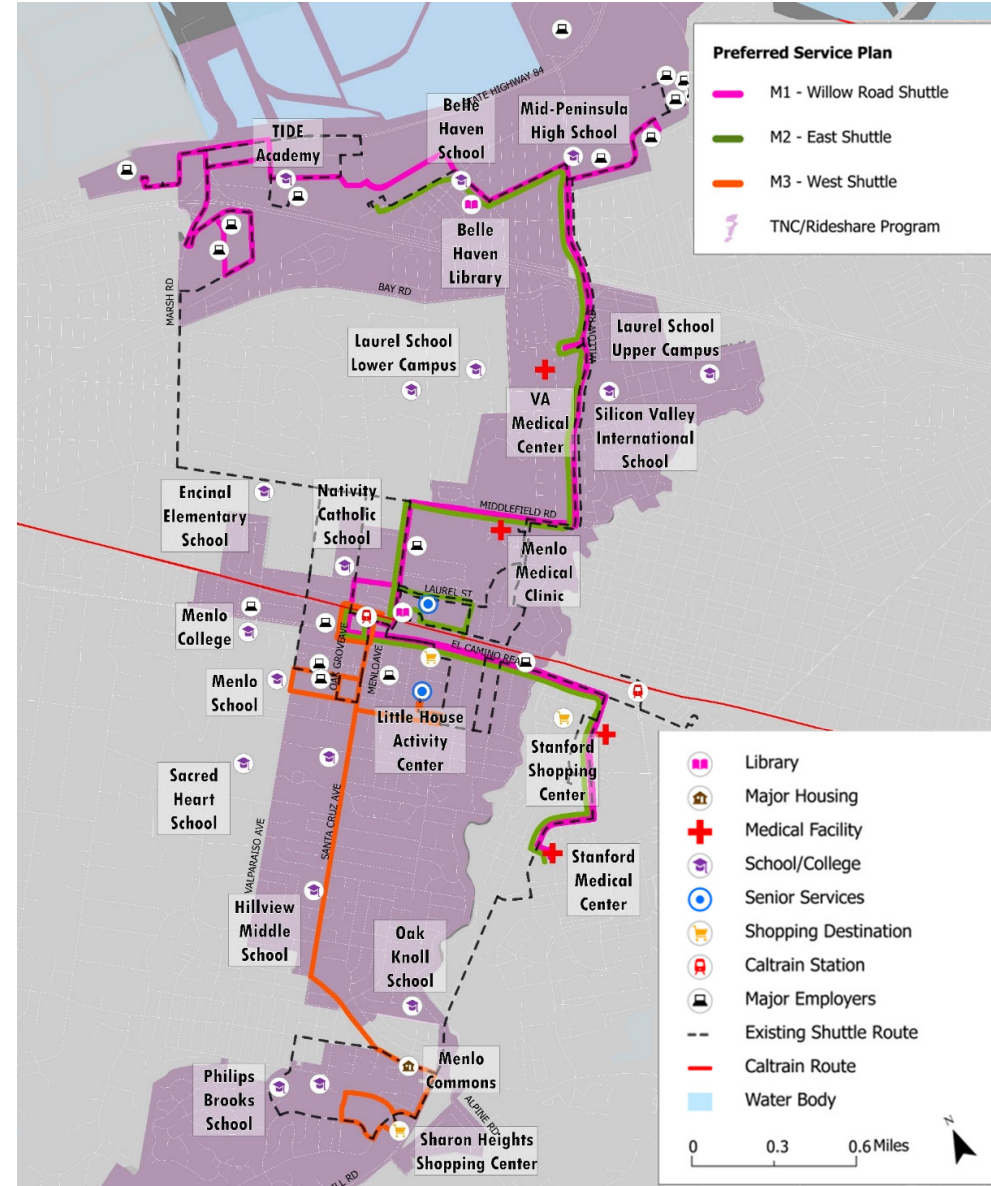 STATE HIGHWAY 84
Belle
Haven
School
Mid-Peninsula
High School
TIDE
Academy
Belle
Haven
Library
MARSH RD
BAY RD
WILLOW RD
Laurel School
Lower Campus
Laurel School
Upper Campus
VA
Medical
Center
Silicon Valley
International
School
Encinal
Elementary
School
Nativity
Catholic
School
MIDDLEFIELD RD
Menlo
Medical
Clinic
LAUREL ST
Menlo
College
OAK GROVE AVE
MENLO AVE
EL CAMINO REA
Menlo
School
Little House
Activity
Center
Stanford
Shopping
Center
Sacred
Heart
School
SANTA CRUZ AVE
VALPARAISO AVE
Stanford
Medical
Center
Hillview
Middle
School
Oak
Knoll
School
Menlo
Commons
Philips
Brooks
School
ALPINE RD
Sharon Heights
Shopping Center
ILL RD
Preferred Service Plan
M1 - Willow Road Shuttle
M2 - East Shuttle
M3 - West Shuttle
TNC/Rideshare Program
Library
Major Housing
Medical Facility
School/College
Senior Services
Shopping Destination
Caltrain Station
Major Employers
Existing Shuttle Route
Caltrain Route
Water Body
N
0 0.3 0.6 Miles